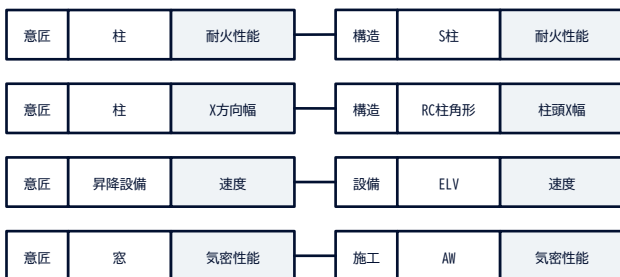 意匠 柱 耐火性能 構造 S柱 耐火性能
意匠 柱 X方向幅 構造 RC柱角形 柱頭X幅
意匠 昇降設備 速度 設備 ELV 速度
意匠 窓 気密性能 施工 AW 気密性能